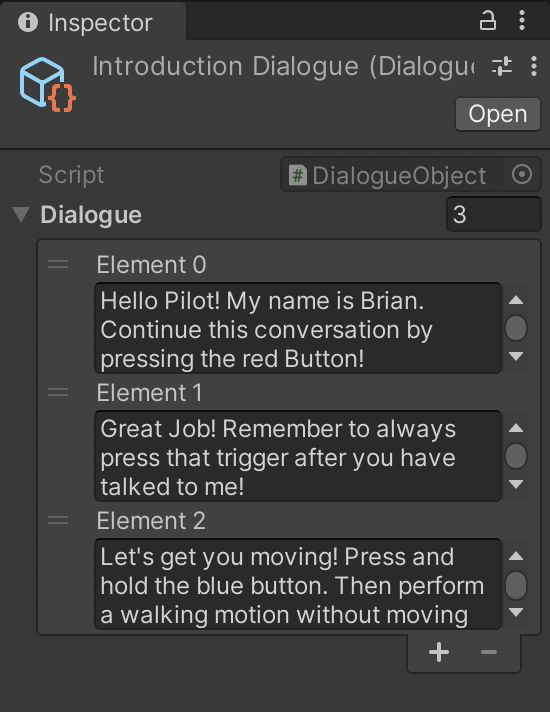 Inspector
Introduction Dialogue (Dialogu
Open
Script
DialogueObject
Dialogue
3
Element 0
Hello Pilot! My name is Brian.
Continue this conversation by
pressing the red Button!
Element 1
Great Job! Remember to always
press that trigger after you have
talked to me!
Element 2
Let's get you moving! Press and
hold the blue button. Then perform
a walking motion without moving